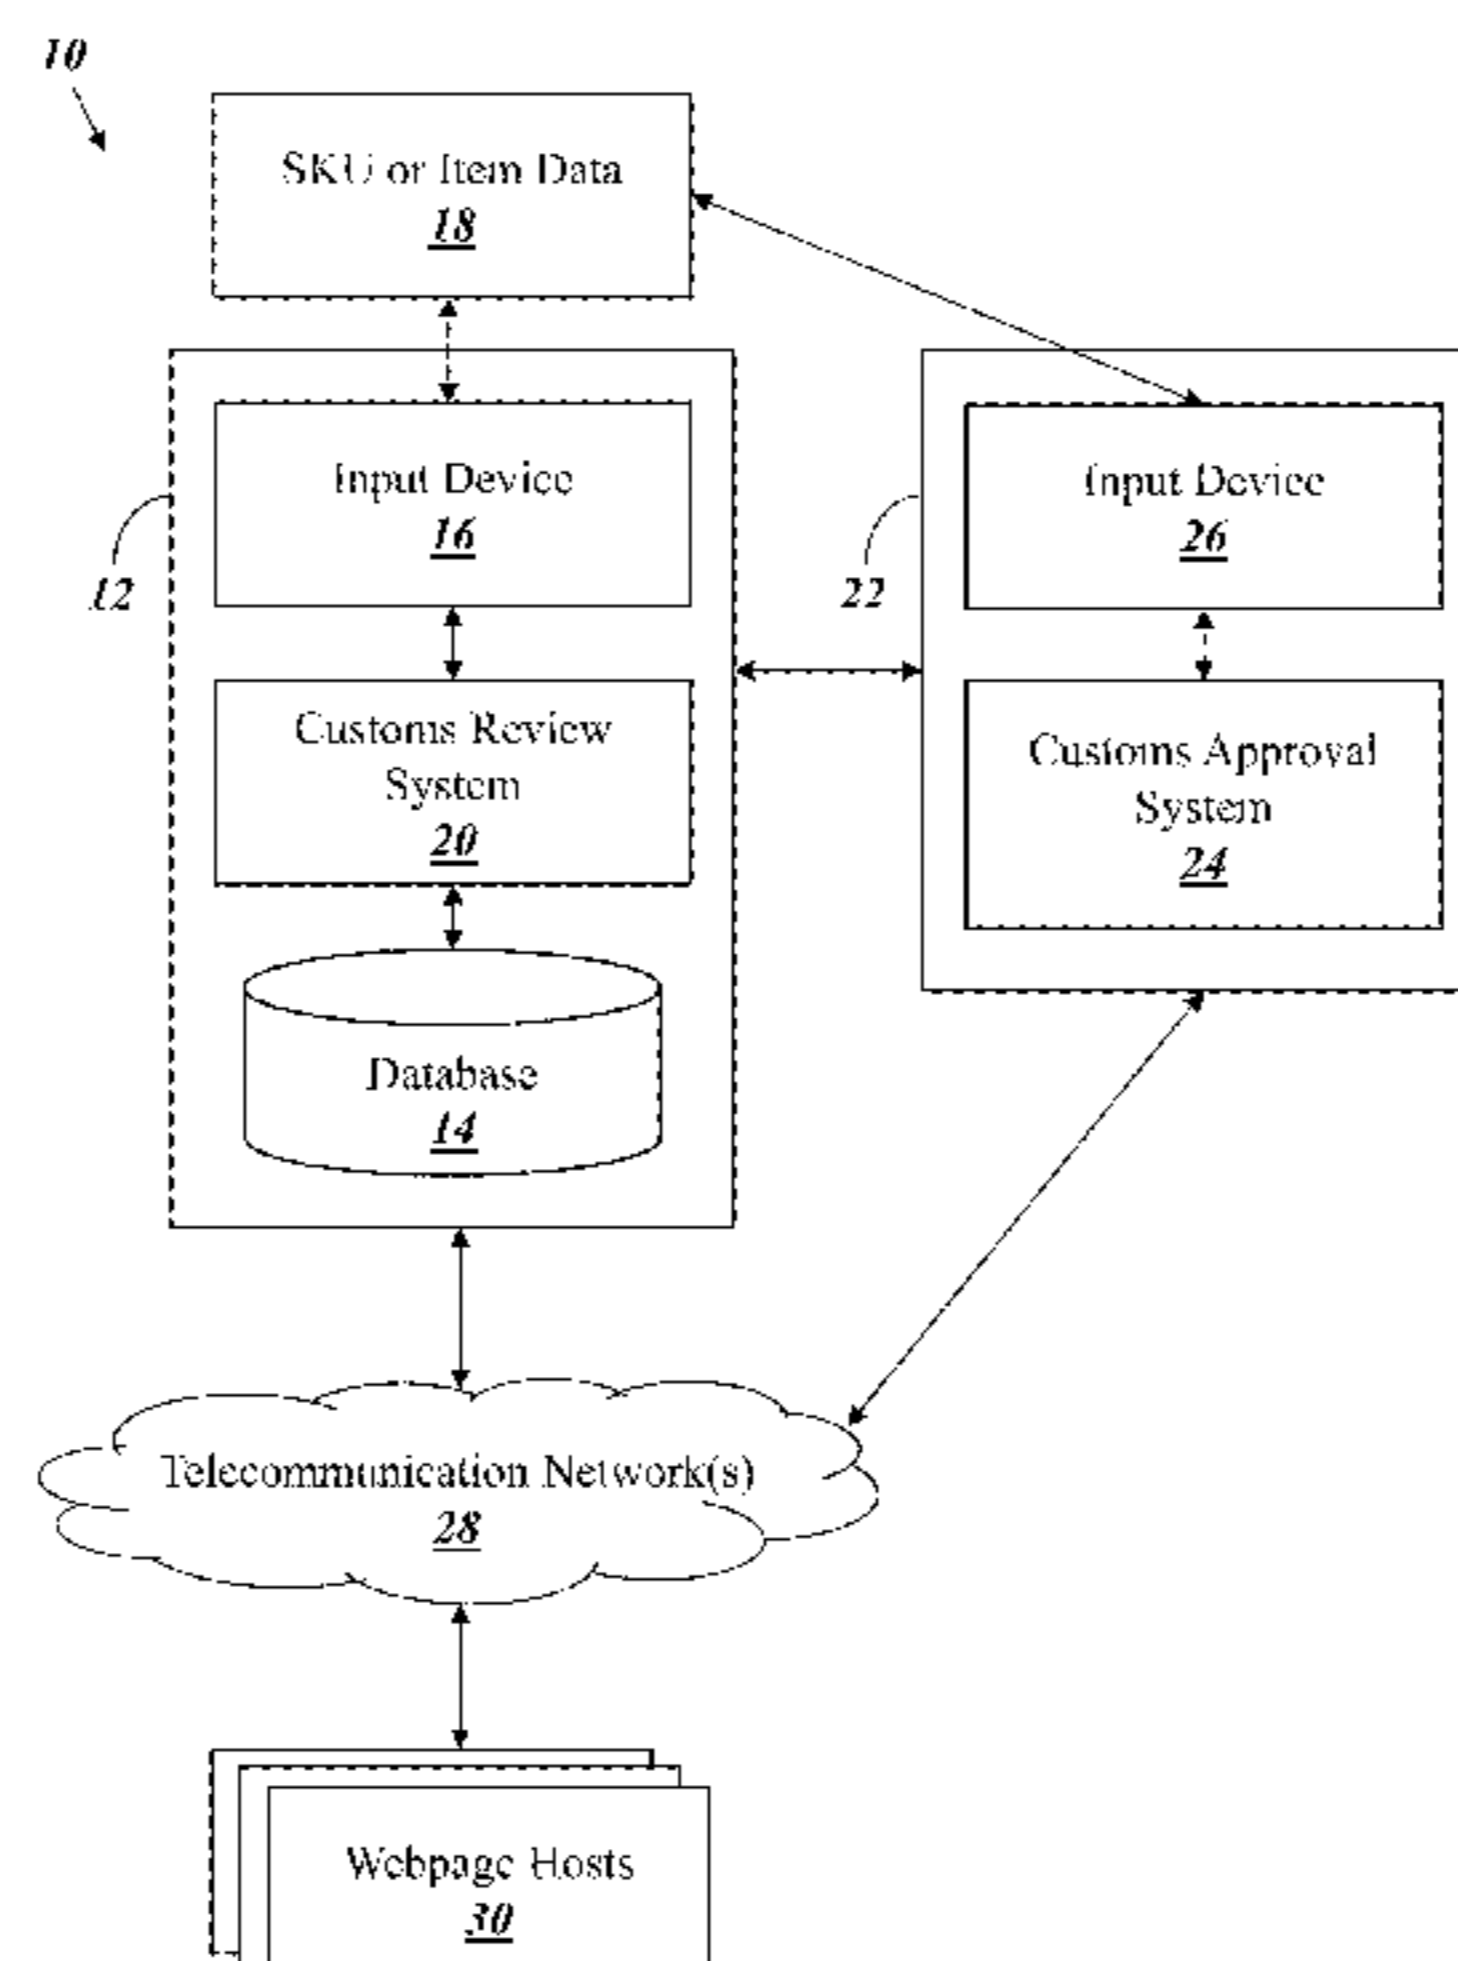 10
SKU or Item Data
18
Input Device
16
12
Customs Review
System
20
Database
14
Input Device
26
22
Customs Approval
System
24
Telecommunication Network(s)
28
Webpage Hosts
30